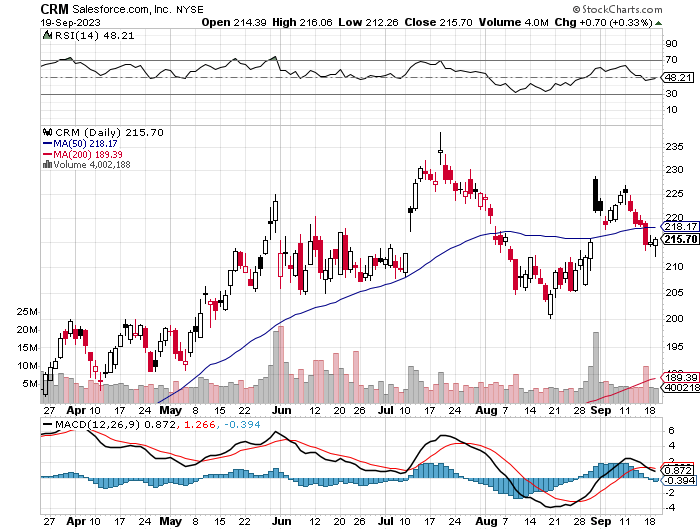 CRM Salesforce.com, Inc. NYSE © StockCharts.com
19-Sep-2023 Open 214.39 High 216.06 Low 212.26 Close 215.70 Volume 4.0M Chg +0.70 (+0.33%)
RSI(14) 48.21
90
70
48.21
30
10
CRM (Daily) 215.70
MA(50) 218.17
MA(200) 189.39
Volume 4,002,188
235
230
225
220
218.17
215.70
210
205
200
195
189.39
4002188
25M
20M
15M
10M
5M
27 Apr 10 17 24 May 8 15 22 Jun 12 20 26 Jul 10 17 24 Aug 7 14 21 28 Sep 11 18
MACD(12,26,9) 0.872, 1.266, -0.394
6
4
2
0.872
-0.394
-2
-4
27 Apr 10 17 24 May 8 15 22 Jun 12 20 26 Jul 10 17 24 Aug 7 14 21 28 Sep 11 18